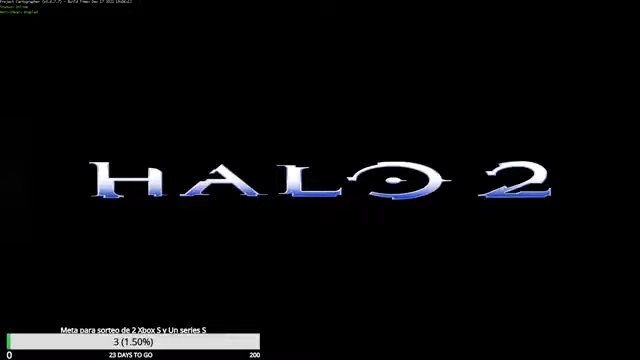 HALO 2
Meta para sorteo de 2 Xbox S y Un series S
3 (1.50%)
0
23 DAYS TO GO
200